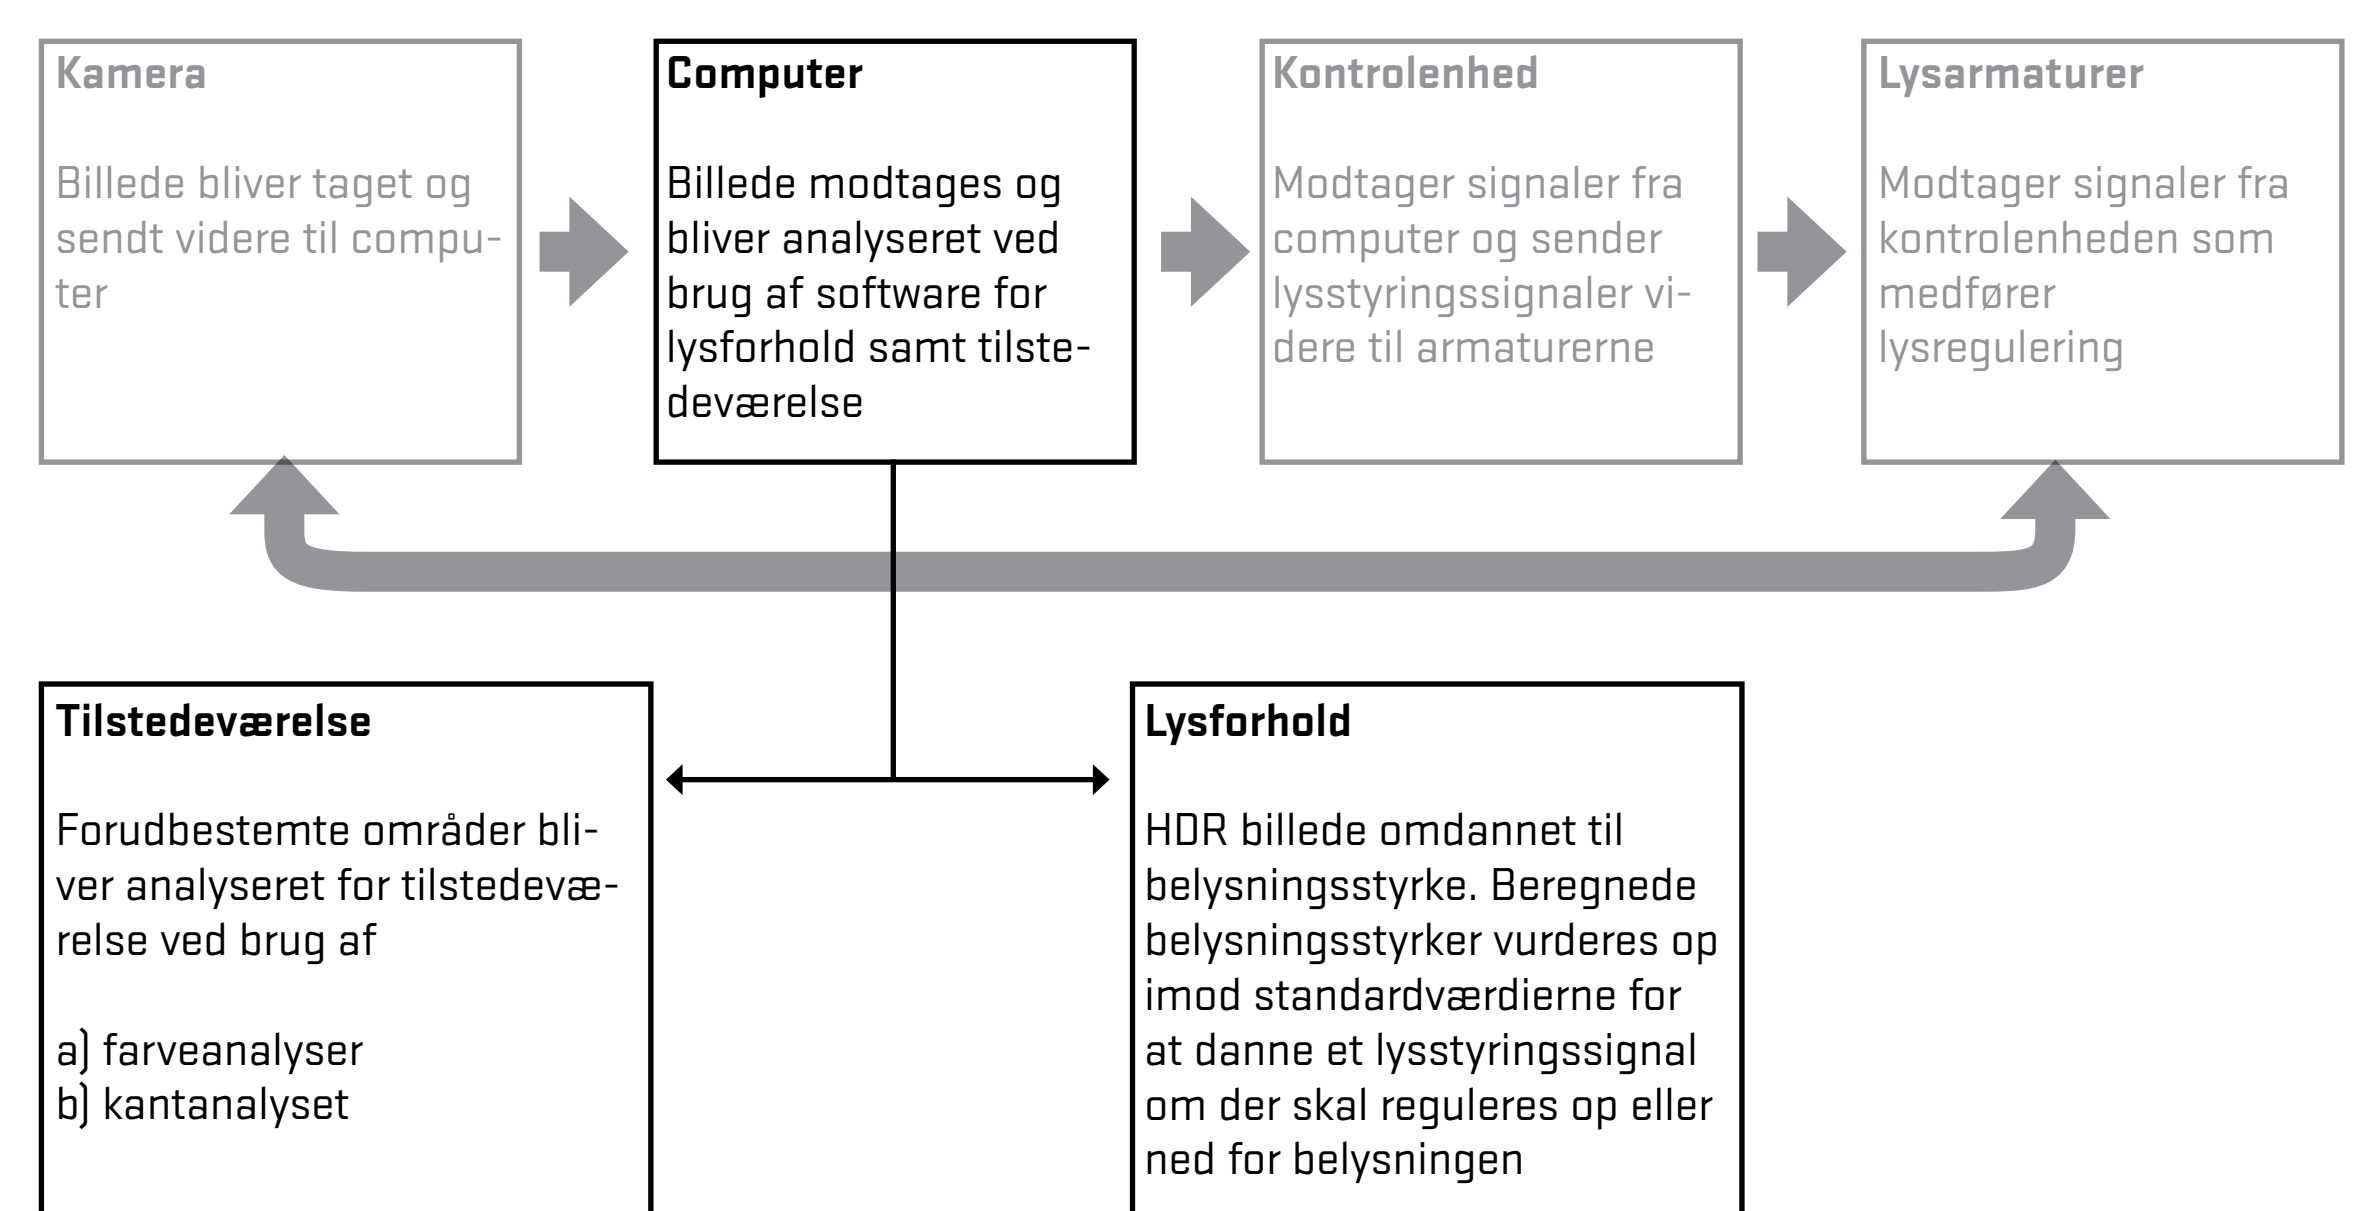 Kamera
Billede bliver taget og
sendt videre til compu-
ter
Computer
Billede modtages og
bliver analyseret ved
brug af software for
lysforhold samt tilste-
deværelse
Kontrolenhed
Modtager signaler fra
computer og sender
lysstyringssignaler vi-
dere til armaturerne
Lysarmaturer
Modtager signaler fra
kontrolenheden som
medfører
lysregulering
Tilstedeværelse
Forudbestemte områder bli-
ver analyseret for tilstedevæ-
relse ved brug af
a) farveanalyser
b) kantanalyset
Lysforhold
HDR billede omdannet til
belysningsstyrke. Beregnede
belysningsstyrker vurderes op
imod standardværdierne for
at danne et lysstyringssignal
om der skal reguleres op eller
ned for belysningen